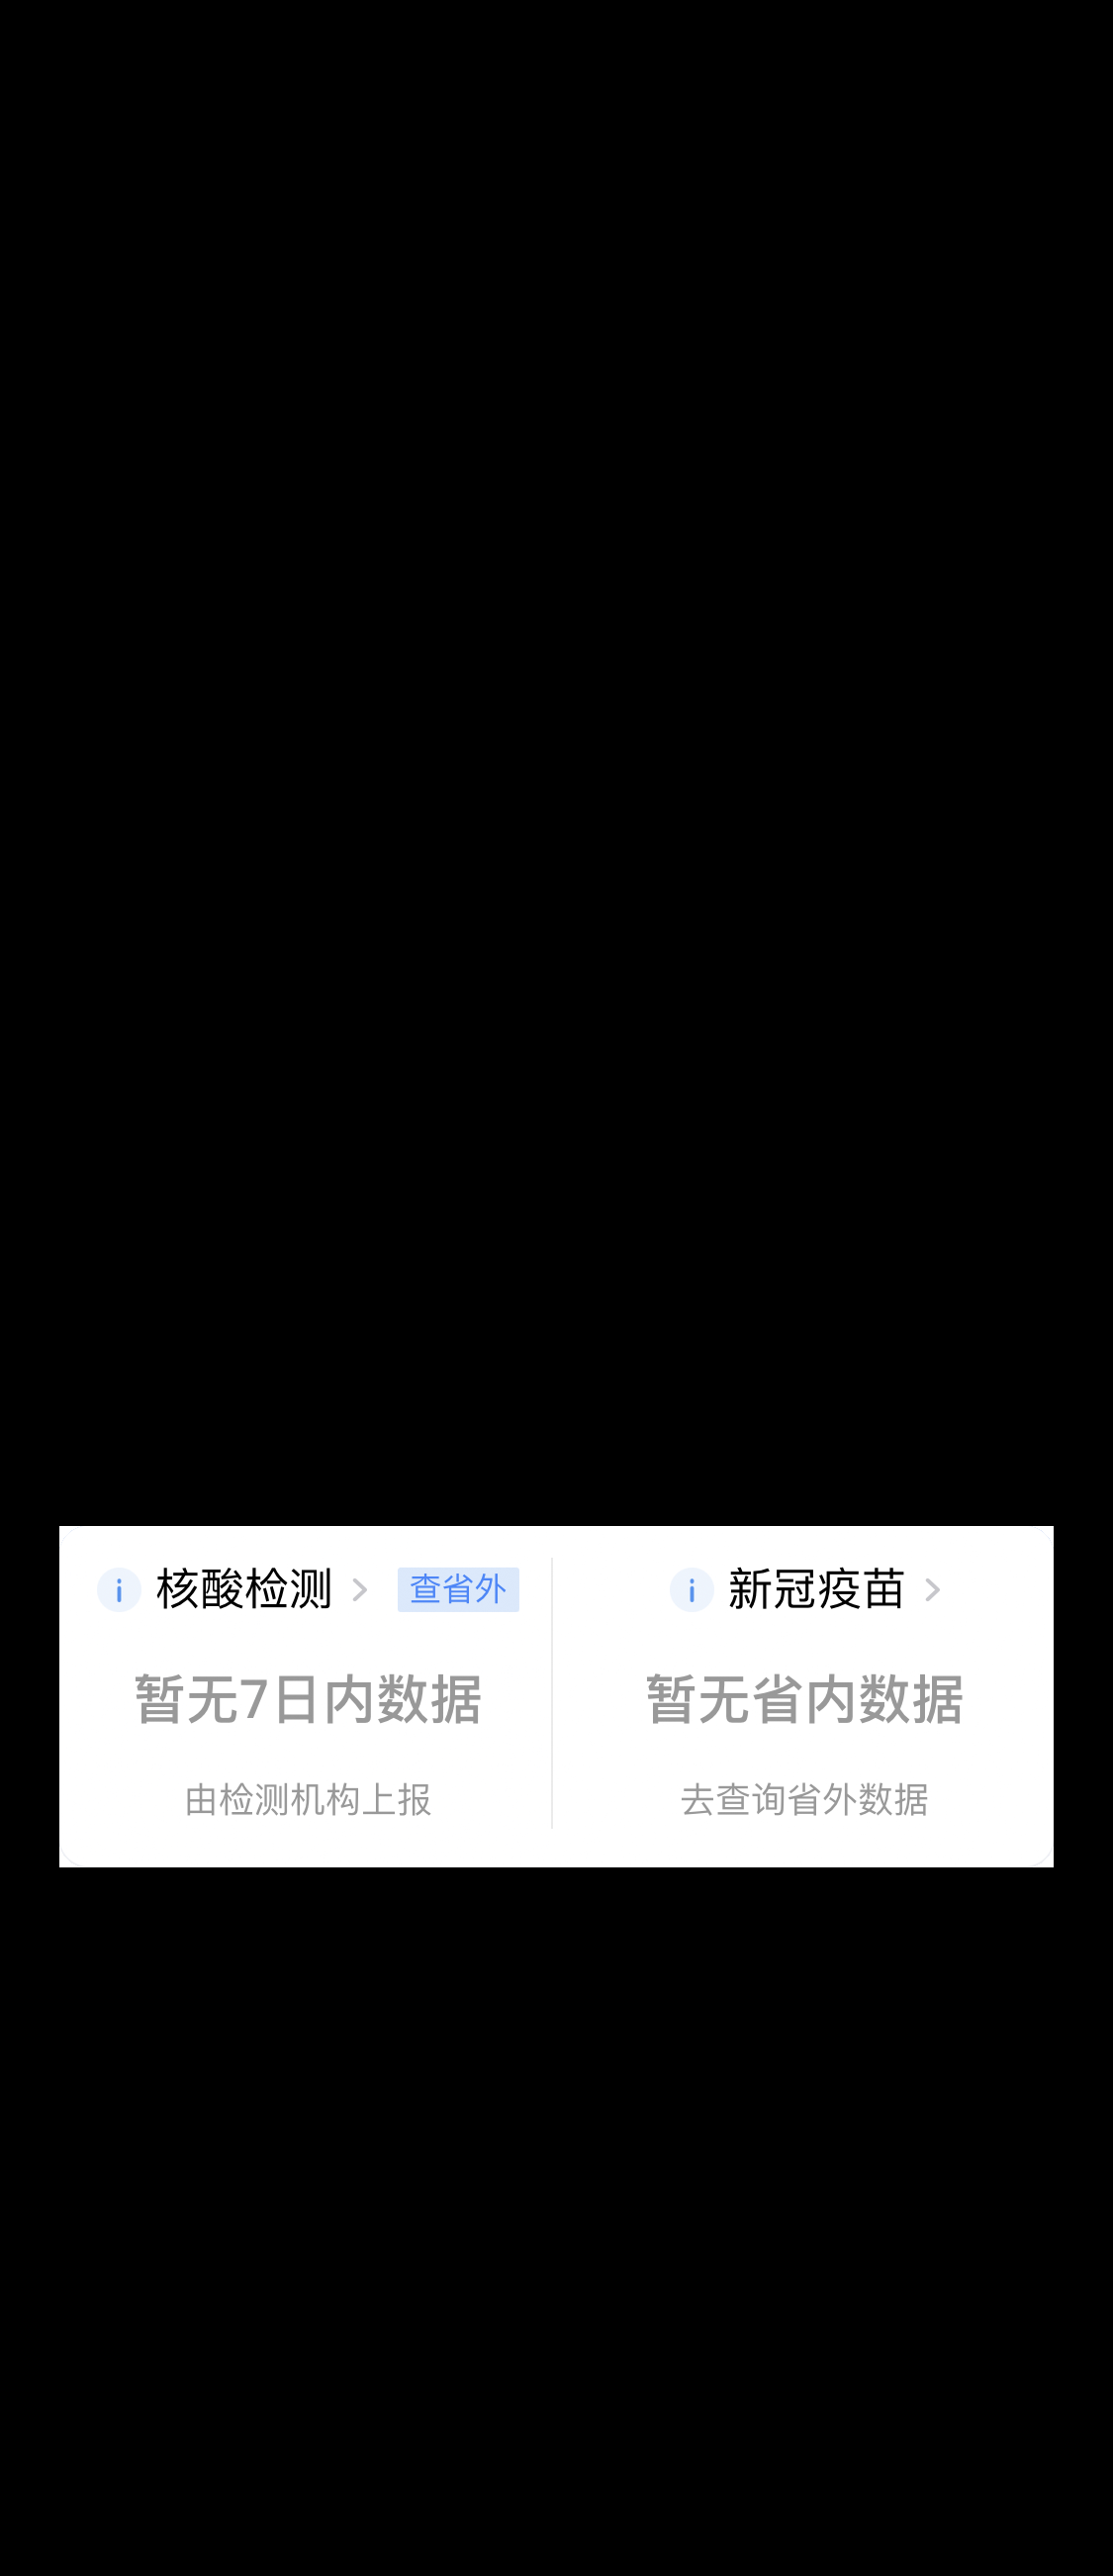 核酸检测 查省外
暂无7日内数据
由检测机构上报
新冠疫苗
暂无省内数据
去查询省外数据